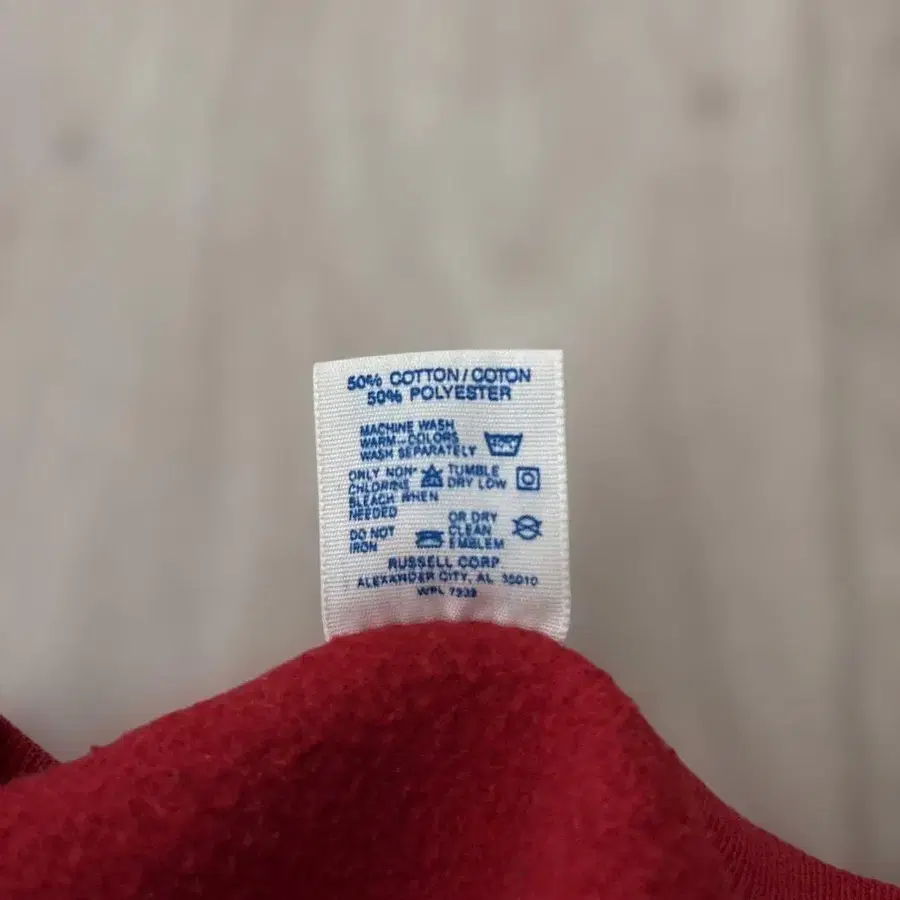 50% COTTON/COTON
50% POLYESTER
MACHINE WASH
WARM-COLORS
WASH SEPARATELY
ONLY NON-
CHLORINE
BLEACH WHEN
NEEDED
TUMBLE
DRY LOW
DO NOT
IRON
OR DRY
CLEAN
EMBLEM
RUSSELL CORP
ALEXANDER CITY, AL 35010
WPL